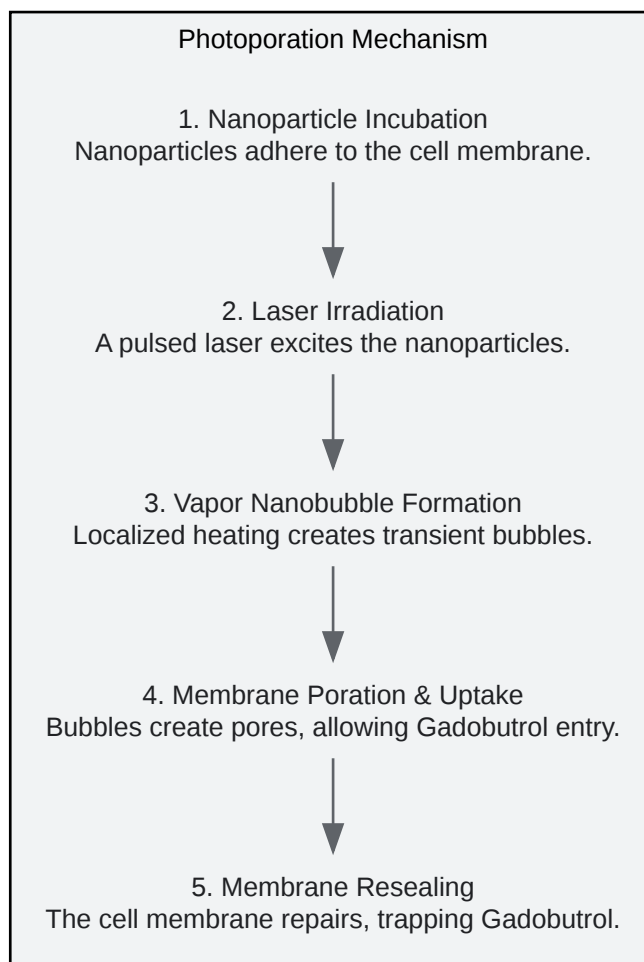 Photoporation Mechanism
1. Nanoparticle Incubation
Nanoparticles adhere to the cell membrane.
2. Laser Irradiation
A pulsed laser excites the nanoparticles.
3. Vapor Nanobubble Formation
Localized heating creates transient bubbles.
4. Membrane Poration & Uptake
Bubbles create pores, allowing Gadobutrol entry.
5. Membrane Resealing
The cell membrane repairs, trapping Gadobutrol.